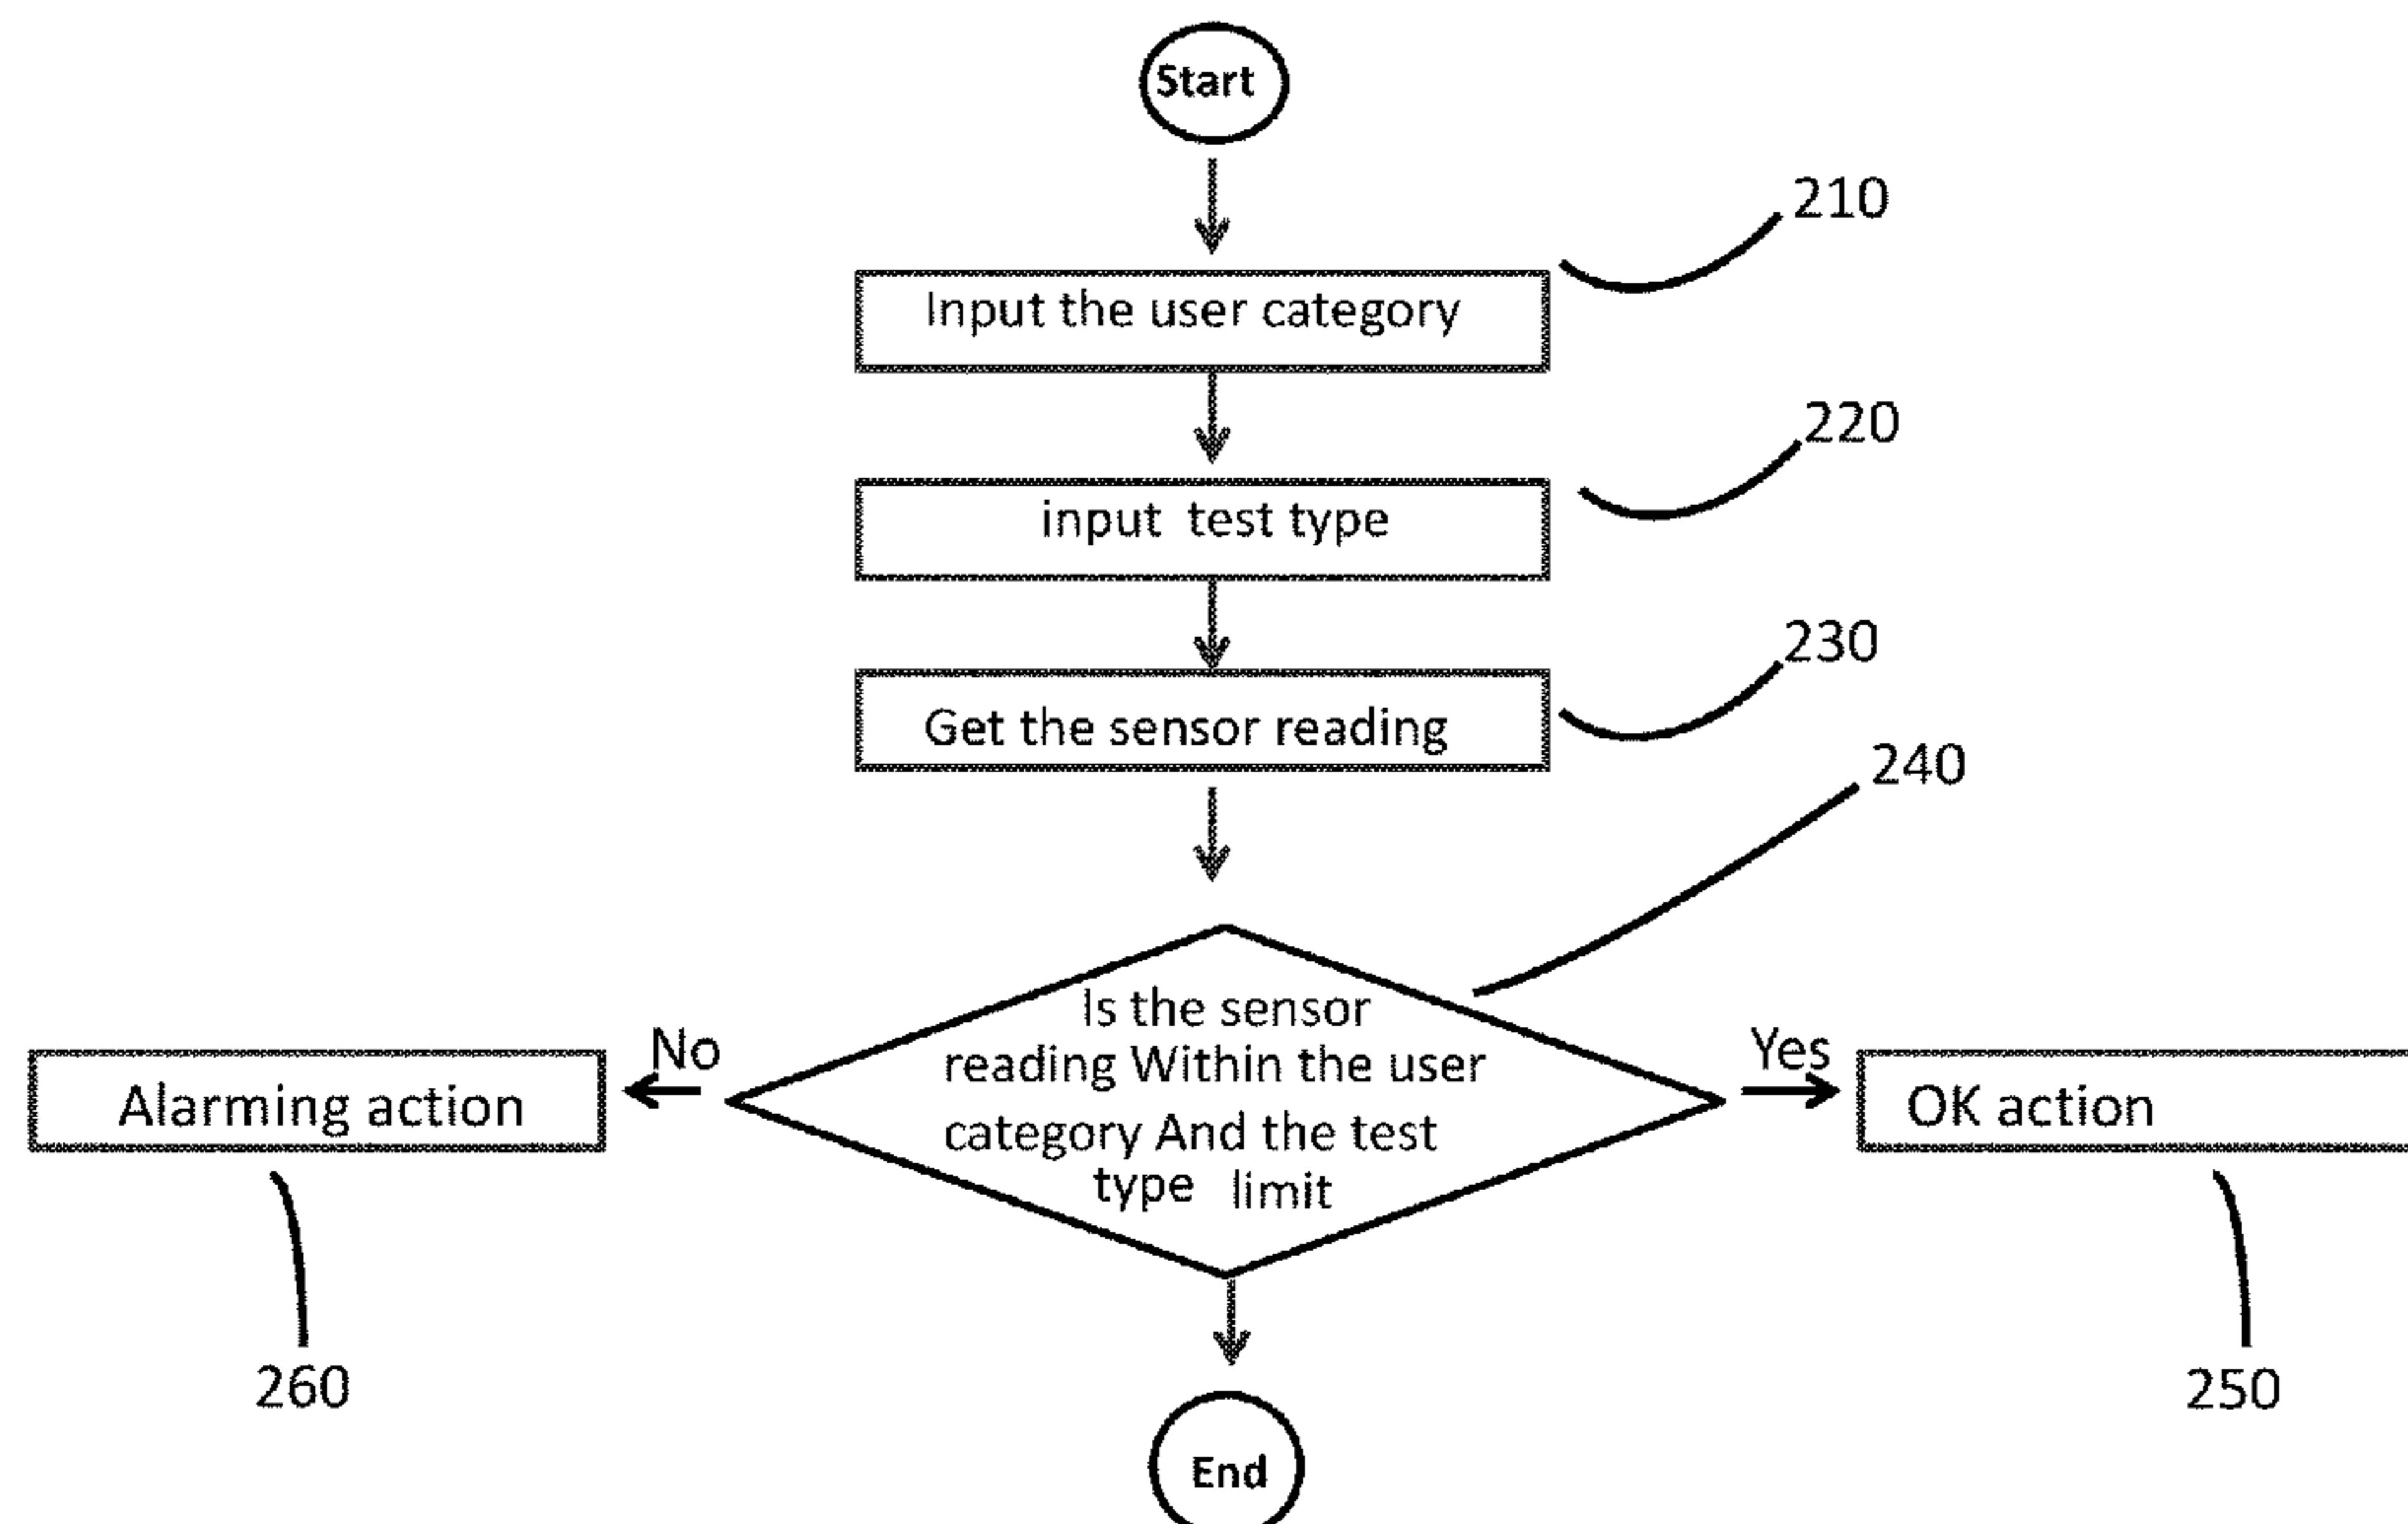 Start
210
Input the user category
220
input test type
230
Get the sensor reading
240
Is the sensor
reading Within the user
category And the test
type limit
No
Yes
Alarming action
OK action
260
250
End